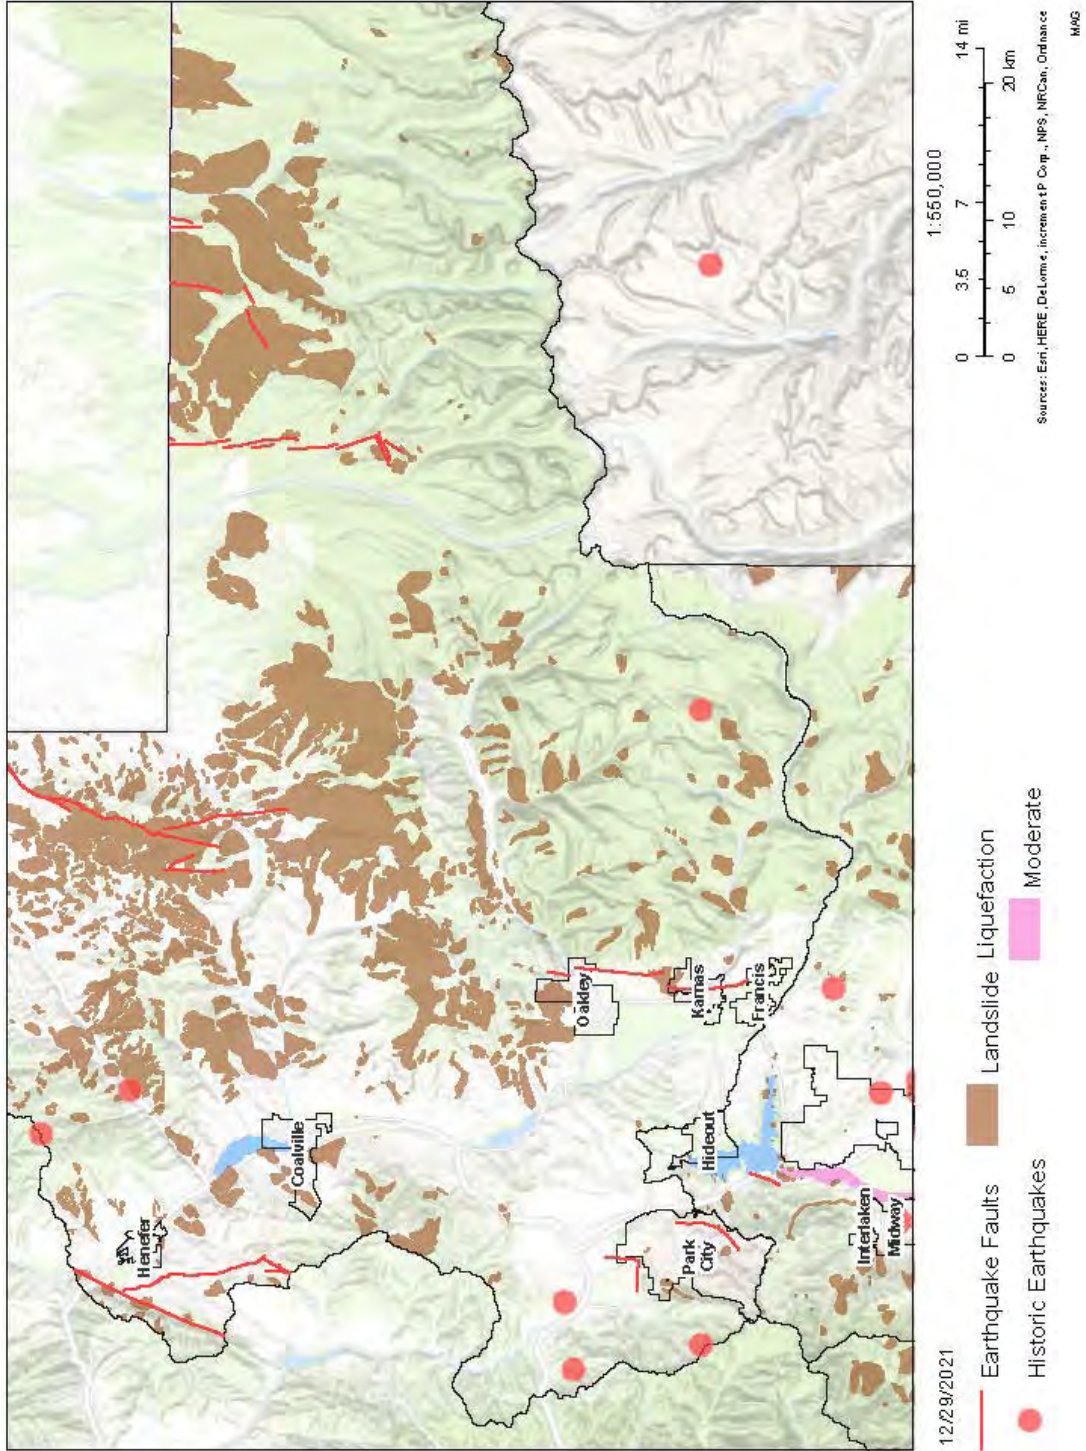 Henefer
Coalville
Oakley
Kamas
Francis
Hideout
Park
City
Interlaken
Midway
12/29/2021
Earthquake Faults
Historic Earthquakes
Landslide
Liquefaction
Moderate
1:550,000
0 3.5 7 14 mi
0 5 10 20 km
Sources: Esri, HERE, DeLorme, increment P Corp., NPS, NRCan, Ordnance
MAG